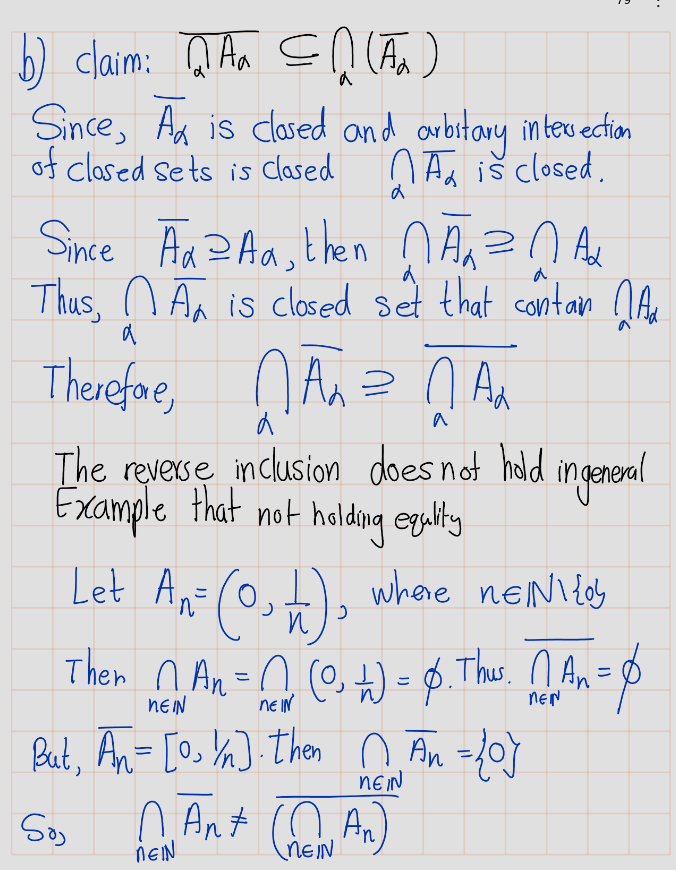 19 :
b) claim: $\overline{\bigcap_{\alpha} A_{\alpha}} \subseteq \bigcap_{\alpha} (\overline{A_{\alpha}})$
Since, $\overline{A_{\alpha}}$ is closed and arbitary intersection
of closed sets is closed $\bigcap_{\alpha} \overline{A_{\alpha}}$ is closed.
Since $\overline{A_{\alpha}} \supseteq A_{\alpha}$, then $\bigcap_{\alpha} \overline{A_{\alpha}} \supseteq \bigcap_{\alpha} A_{\alpha}$
Thus, $\bigcap_{\alpha} \overline{A_{\alpha}}$ is closed set that contain $\bigcap_{\alpha} A_{\alpha}$
Therefore, $\bigcap_{\alpha} \overline{A_{\alpha}} \supseteq \overline{\bigcap_{\alpha} A_{\alpha}}$
The reverse inclusion does not hold in general
Example that not holding equlity
Let $A_n = (0, \frac{1}{n})$, where $n \in \mathbb{N} \setminus \{0\}$
Then $\bigcap_{n \in \mathbb{N}} A_n = \bigcap_{n \in \mathbb{N}} (0, \frac{1}{n}) = \phi$. Thus. $\overline{\bigcap_{n \in \mathbb{N}} A_n} = \phi$
But, $\overline{A_n} = [0, 1/n]$. Then $\bigcap_{n \in \mathbb{N}} \overline{A_n} = \{0\}$
So, $\bigcap_{n \in \mathbb{N}} \overline{A_n} \neq \overline{(\bigcap_{n \in \mathbb{N}} A_n)}$